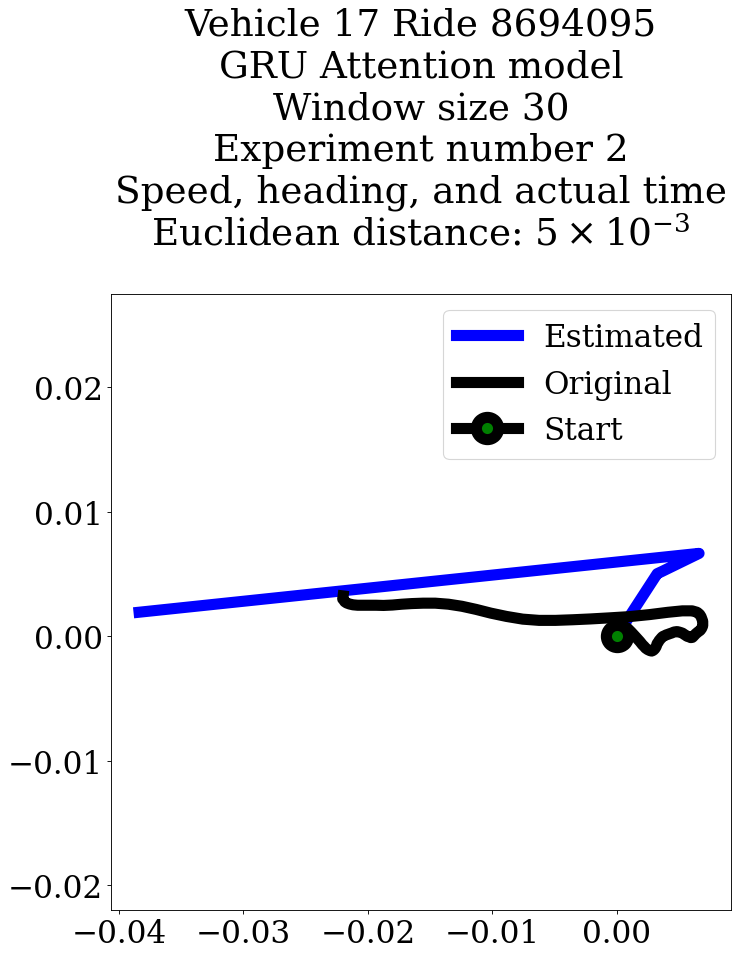 Vehicle 17 Ride 8694095
GRU Attention model
Window size 30
Experiment number 2
Speed, heading, and actual time
Euclidean distance: 5 × 10⁻³
Estimated
Original
Start
0.02
0.01
0.00
−0.01
−0.02
−0.04 −0.03 −0.02 −0.01 0.00